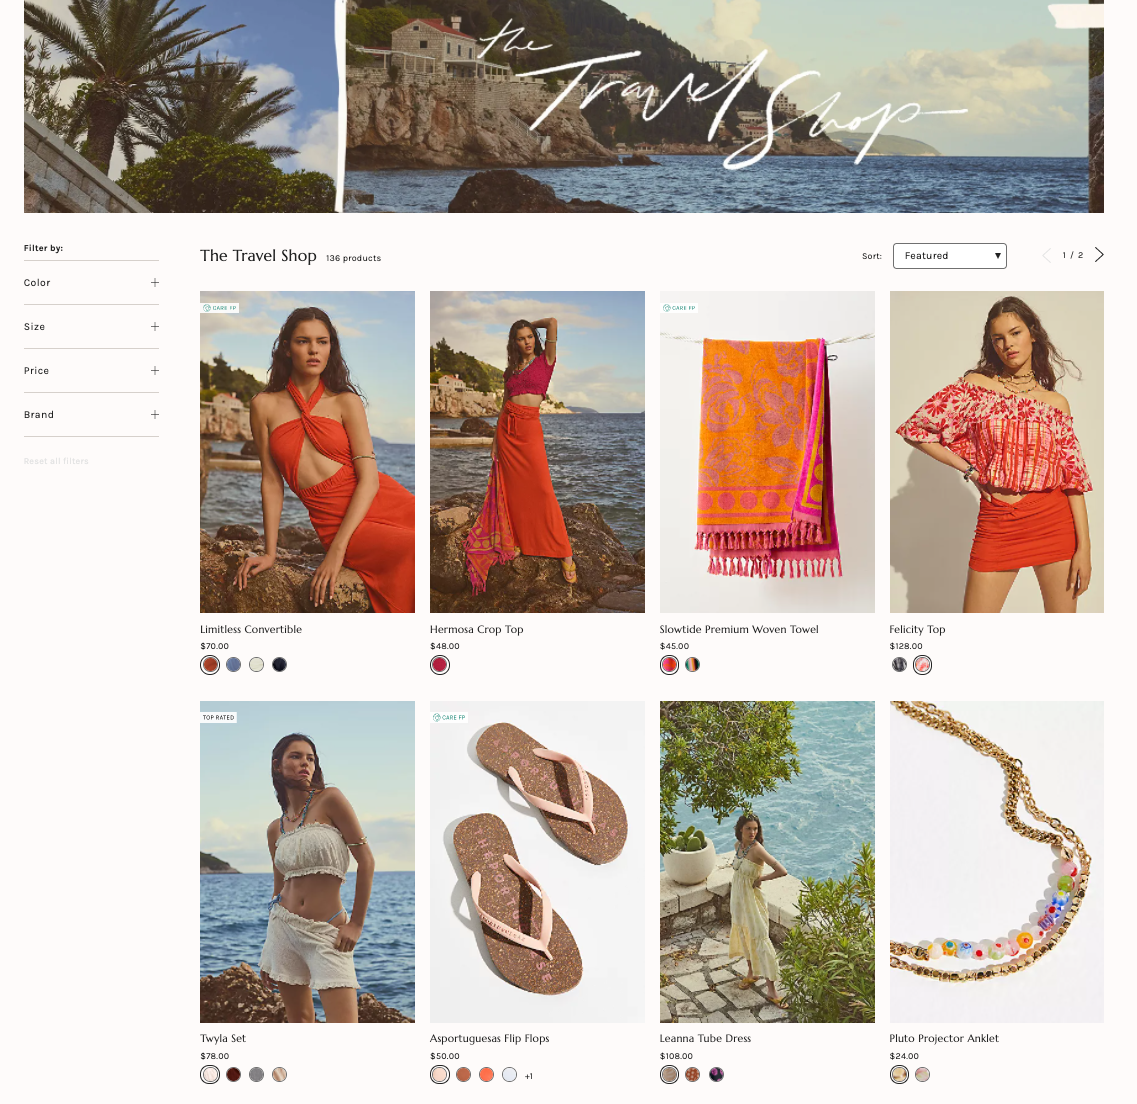 the
Travel Shop
Filter by:
Color
Size
Price
Brand
Reset all filters
The Travel Shop 136 products
Sort: Featured
1 / 2
CARE FP
CARE FP
Limitless Convertible
$70.00
Hermosa Crop Top
$48.00
Slowtide Premium Woven Towel
$45.00
Felicity Top
$128.00
TOP RATED
CARE FP
Twyla Set
$78.00
Asportuguesas Flip Flops
$50.00
+1
Leanna Tube Dress
$108.00
Pluto Projector Anklet
$24.00